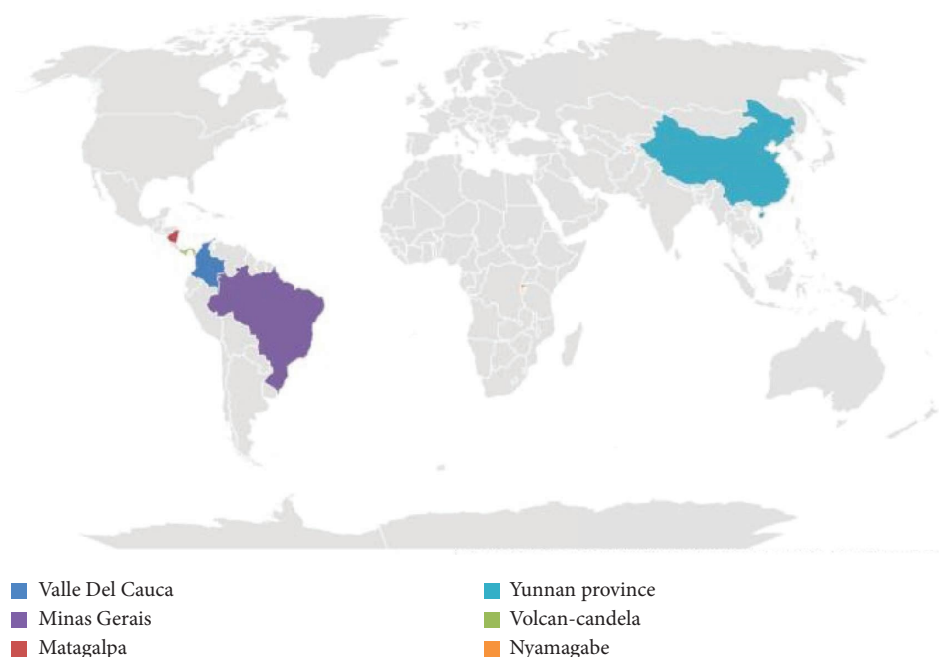 Valle Del Cauca
Minas Gerais
Matagalpa
Yunnan province
Volcan-candela
Nyamagabe